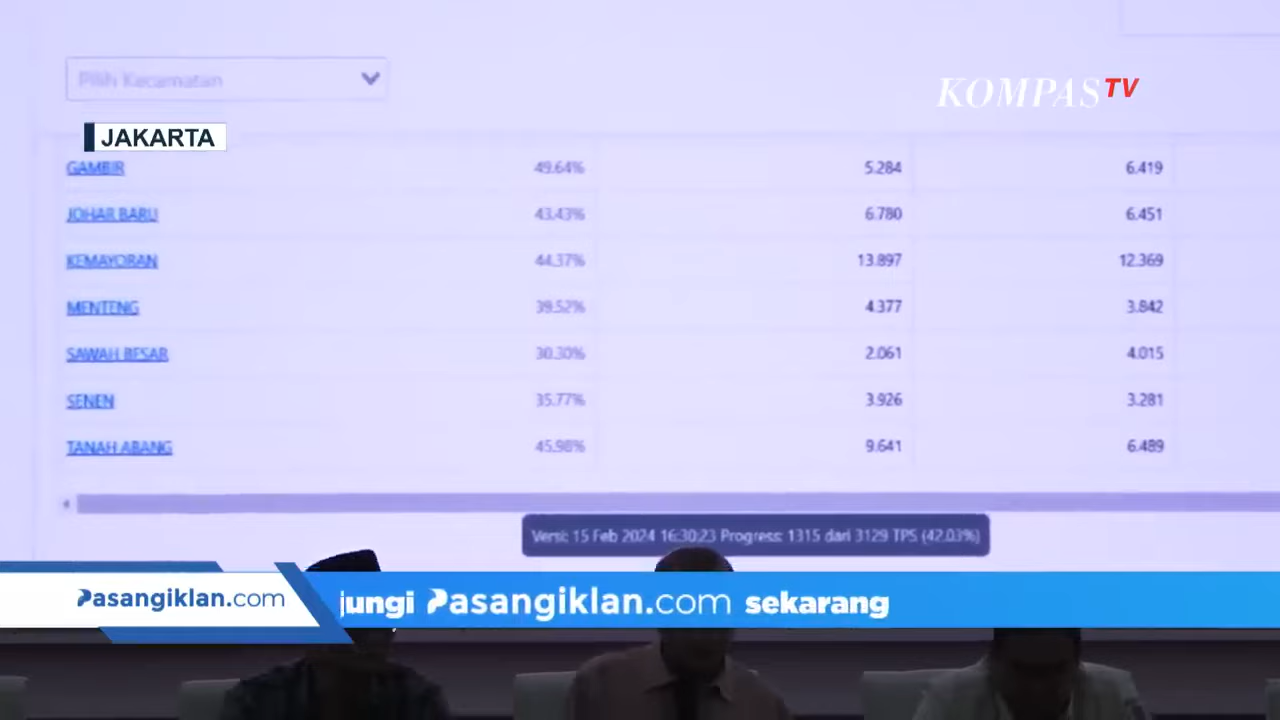 Pilih Kecamatan
KOMPASTV
JAKARTA
GAMBIR 49.64% 5.284 6.419
JOHAR BARU 43.43% 6.780 6.451
KEMAYORAN 44.37% 13.897 12.369
MENTENG 39.52% 4.377 3.842
SAWAH BESAR 30.30% 2.061 4.015
SENEN 35.77% 3.926 3.281
TANAH ABANG 45.98% 9.641 6.489
Versi: 15 Feb 2024 16:30:23 Progress: 1315 dari 3129 TPS (42.03%)
Pasangiklan.com
jungi Pasangiklan.com sekarang